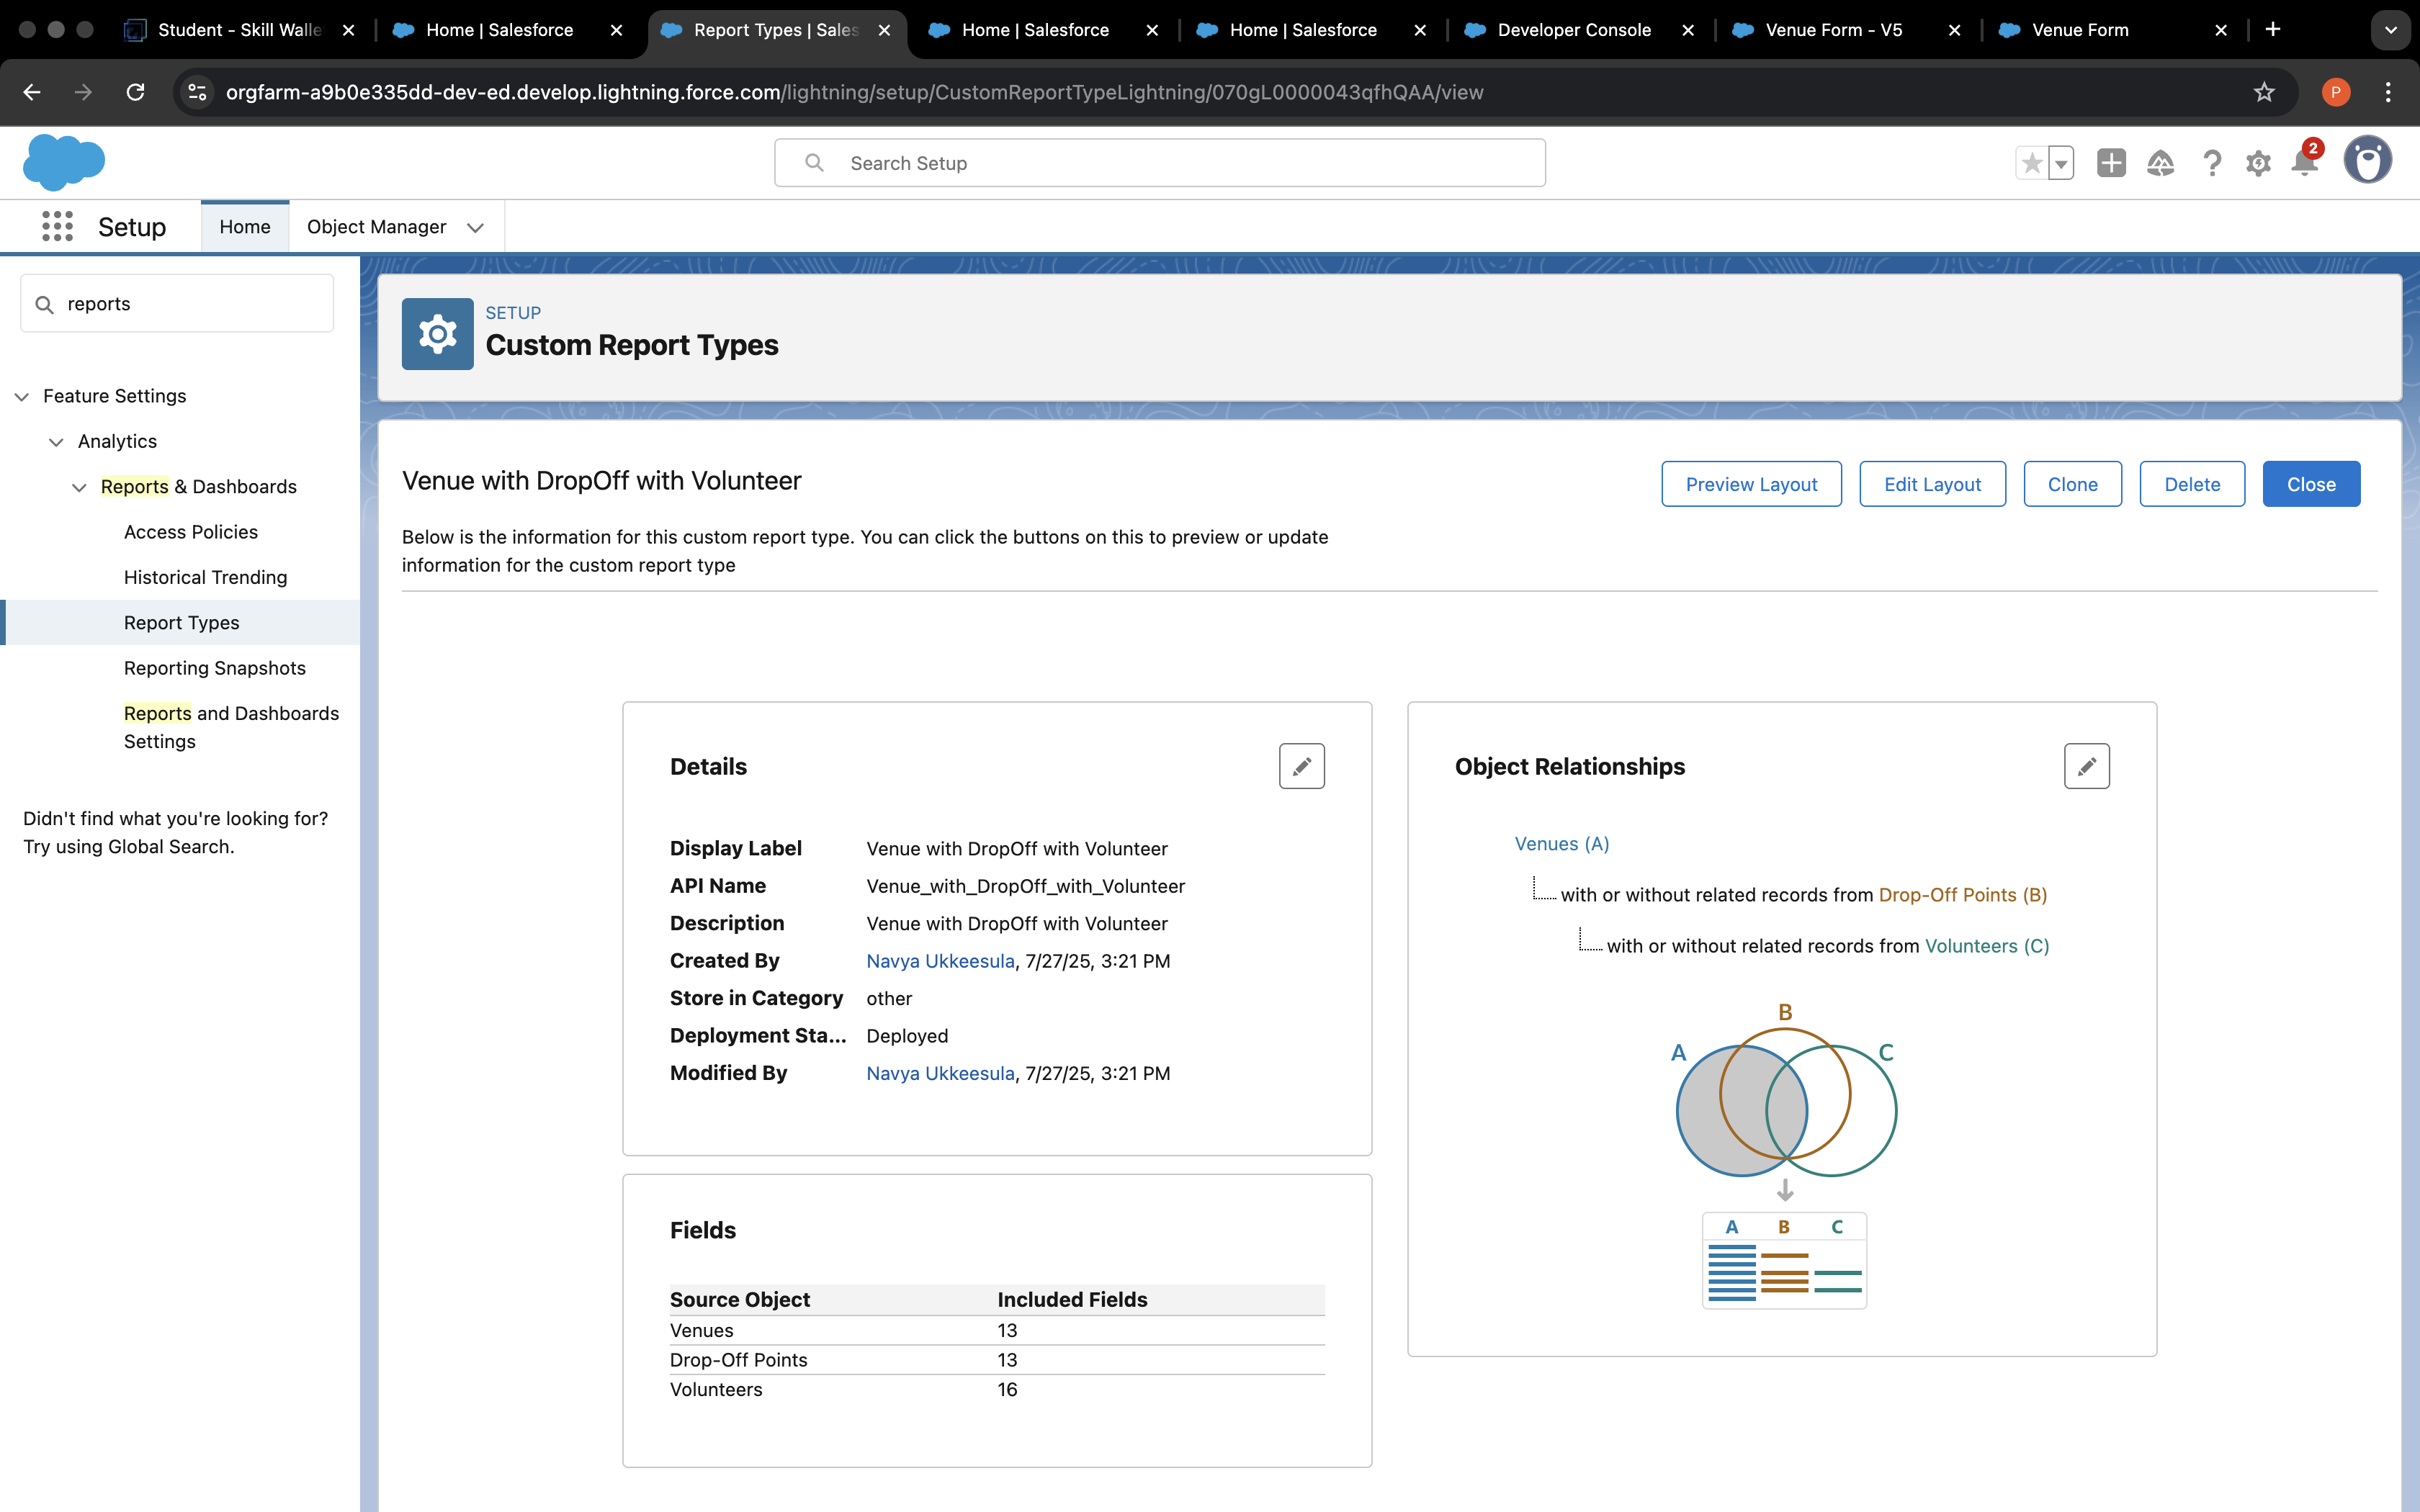 Student - Skill Walle
Home | Salesforce
Report Types | Sales
Home | Salesforce
Home | Salesforce
Developer Console
Venue Form - V5
Venue Form
orgfarm-a9b0e335dd-dev-ed.develop.lightning.force.com/lightning/setup/CustomReportTypeLightning/070gL0000043qfhQAA/view
P
Search Setup
2
Setup
Home
Object Manager
reports
Feature Settings
Analytics
Reports & Dashboards
Access Policies
Historical Trending
Report Types
Reporting Snapshots
Reports and Dashboards
Settings
Didn't find what you're looking for?
Try using Global Search.
SETUP
Custom Report Types
Venue with DropOff with Volunteer
Preview Layout
Edit Layout
Clone
Delete
Close
Below is the information for this custom report type. You can click the buttons on this to preview or update
information for the custom report type
Details
Display Label Venue with DropOff with Volunteer
API Name Venue_with_DropOff_with_Volunteer
Description Venue with DropOff with Volunteer
Created By Navya Ukkeesula, 7/27/25, 3:21 PM
Store in Category other
Deployment Sta... Deployed
Modified By Navya Ukkeesula, 7/27/25, 3:21 PM
Fields
Source Object Included Fields
Venues 13
Drop-Off Points 13
Volunteers 16
Object Relationships
Venues (A)
with or without related records from Drop-Off Points (B)
with or without related records from Volunteers (C)
B
A
C
A B C